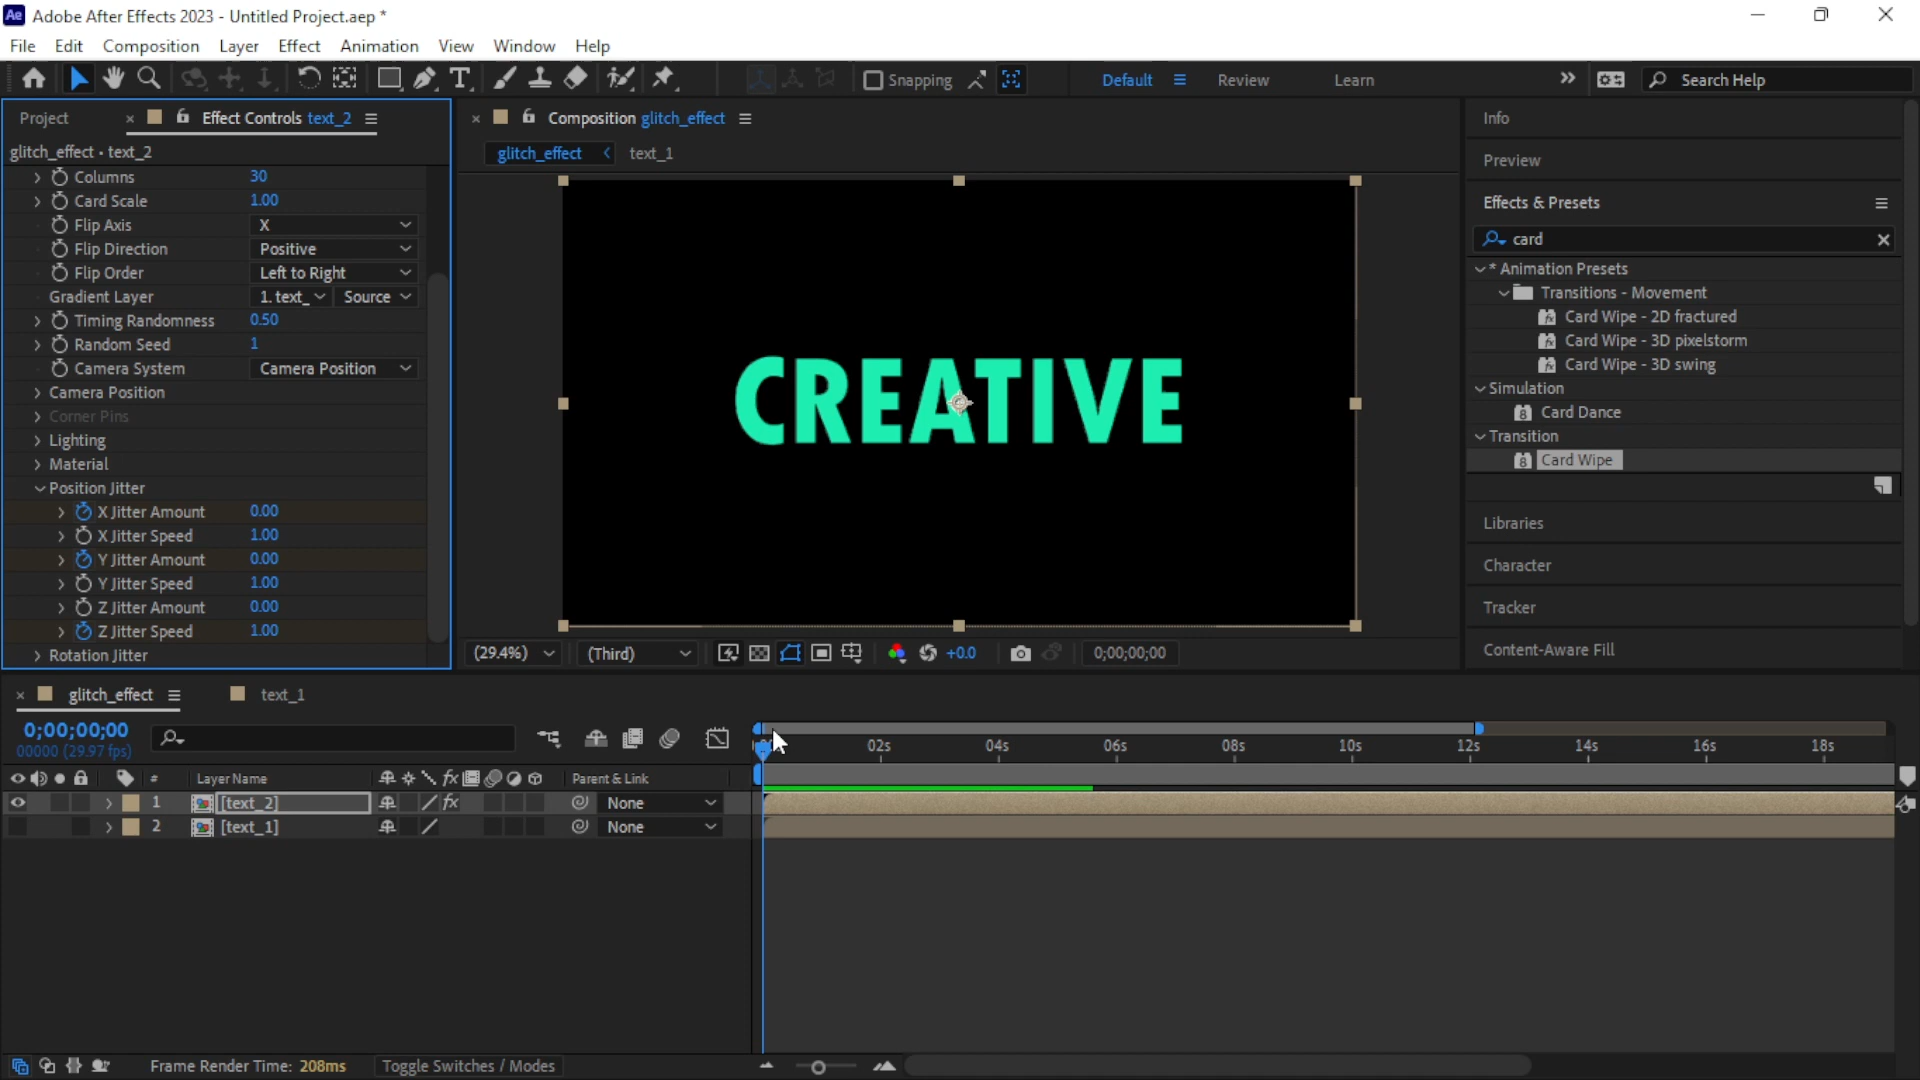 Ae Adobe After Effects 2023 - Untitled Project.aep *
File Edit Composition Layer Effect Animation View Window Help
Snapping Default Review Learn Search Help
Project Effect Controls text_2
glitch_effect • text_2
Columns 30
Card Scale 1.00
Flip Axis X
Flip Direction Positive
Flip Order Left to Right
Gradient Layer 1. text_ Source
Timing Randomness 0.50
Random Seed 1
Camera System Camera Position
Camera Position
Corner Pins
Lighting
Material
Position Jitter
X Jitter Amount 0.00
X Jitter Speed 1.00
Y Jitter Amount 0.00
Y Jitter Speed 1.00
Z Jitter Amount 0.00
Z Jitter Speed 1.00
Rotation Jitter
Composition glitch_effect
glitch_effect text_1
CREATIVE
(29.4%) (Third) +0.0 0;00;00;00
Info
Preview
Effects & Presets
card
* Animation Presets
Transitions - Movement
Card Wipe - 2D fractured
Card Wipe - 3D pixelstorm
Card Wipe - 3D swing
Simulation
Card Dance
Transition
Card Wipe
Libraries
Character
Tracker
Content-Aware Fill
glitch_effect text_1
0;00;00;00
00000 (29.97 fps)
02s 04s 06s 08s 10s 12s 14s 16s 18s
# Layer Name Parent & Link
1 [text_2] None
2 [text_1] None
Frame Render Time: 208ms Toggle Switches / Modes